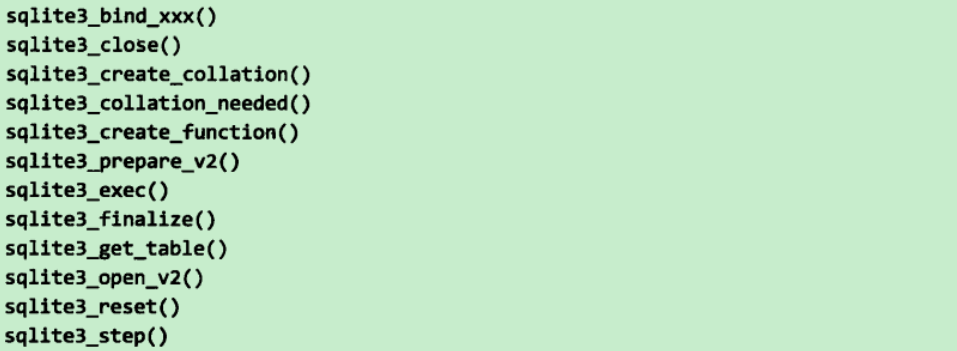 sqlite3_bind_xxx()
sqlite3_close()
sqlite3_create_collation()
sqlite3_collation_needed()
sqlite3_create_function()
sqlite3_prepare_v2()
sqlite3_exec()
sqlite3_finalize()
sqlite3_get_table()
sqlite3_open_v2()
sqlite3_reset()
sqlite3_step()